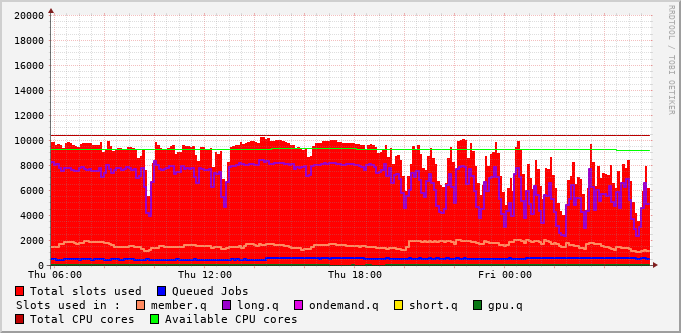 20000
18000
16000
14000
12000
10000
8000
6000
4000
2000
0
Thu 06:00 Thu 12:00 Thu 18:00 Fri 00:00
RRDTOOL / TOBI OETIKER
Total slots used Queued Jobs
Slots used in : member.q long.q ondemand.q short.q gpu.q
Total CPU cores Available CPU cores